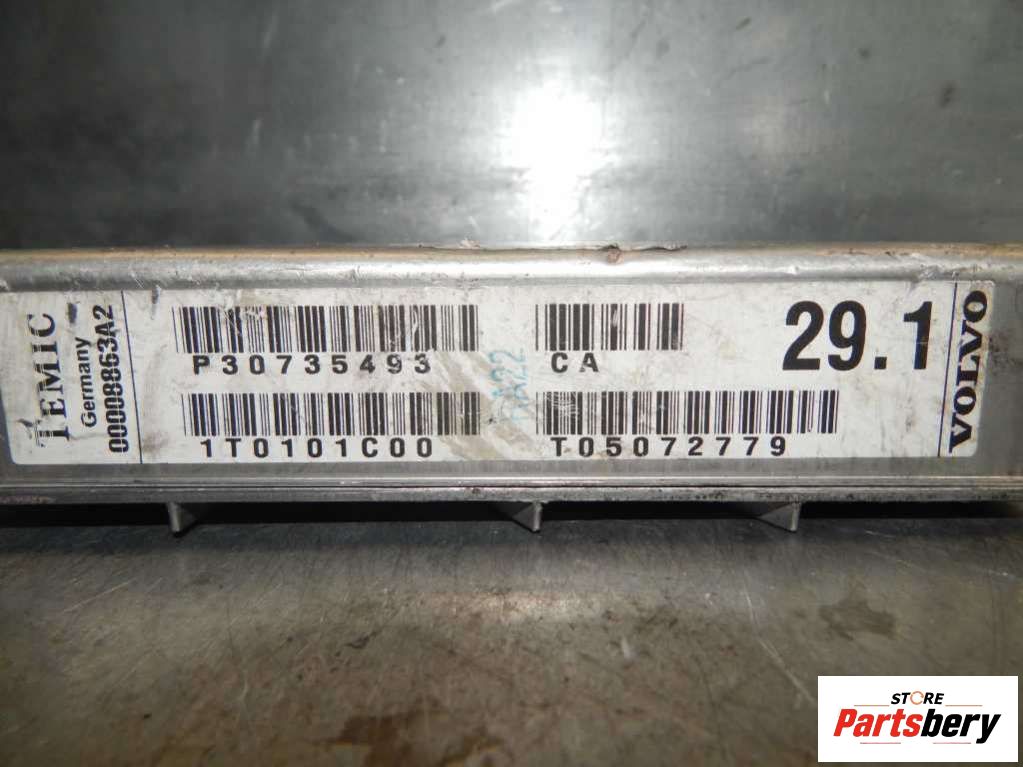 TEMIC
Germany
00008863A2
P30735493
CA
29.1
VOLVO
1T0101C00
T05072779
STORE
Partsbery